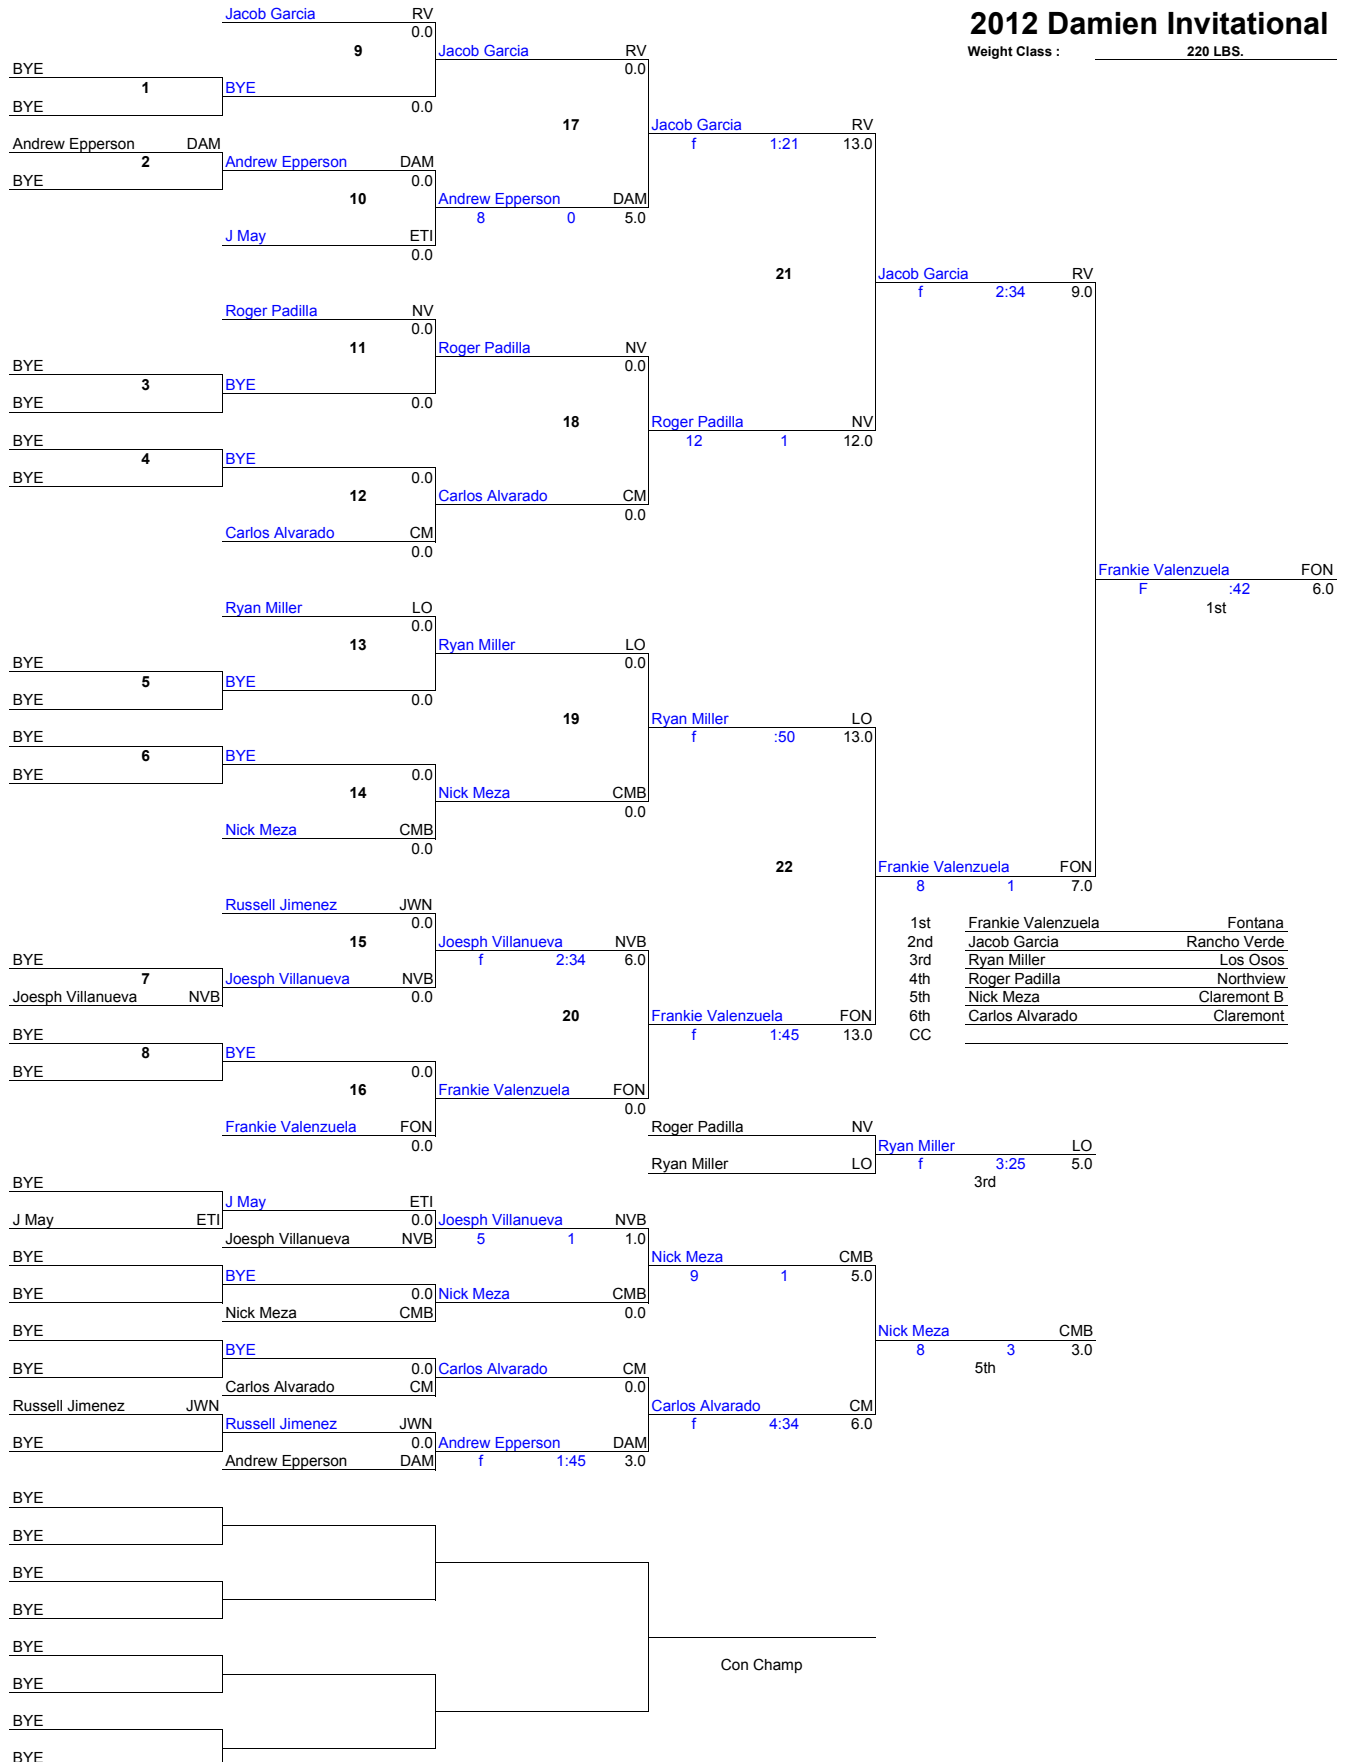 2012 Damien Invitational
Weight Class : 220 LBS.
Jacob Garcia RV
0.0
9
Jacob Garcia RV
0.0
BYE
1
BYE
BYE
0.0
17
Jacob Garcia RV
f 1:21 13.0
Andrew Epperson DAM
2
BYE
Andrew Epperson DAM
0.0
10
Andrew Epperson DAM
8 0 5.0
J May ETI
0.0
21
Jacob Garcia RV
f 2:34 9.0
Roger Padilla NV
0.0
11
Roger Padilla NV
0.0
BYE
3
BYE
BYE
0.0
18
Roger Padilla NV
12 1 12.0
BYE
4
BYE
BYE
0.0
12
Carlos Alvarado CM
0.0
Carlos Alvarado CM
0.0
Frankie Valenzuela FON
F :42 6.0
1st
Ryan Miller LO
0.0
13
Ryan Miller LO
0.0
BYE
5
BYE
BYE
0.0
19
Ryan Miller LO
f :50 13.0
BYE
6
BYE
BYE
0.0
14
Nick Meza CMB
0.0
Nick Meza CMB
0.0
22
Frankie Valenzuela FON
8 1 7.0
Russell Jimenez JWN
0.0
15
Joesph Villanueva NVB
f 2:34 6.0
BYE
7
Joesph Villanueva NVB
Joesph Villanueva NVB
0.0
20
Frankie Valenzuela FON
f 1:45 13.0
BYE
8
BYE
BYE
0.0
16
Frankie Valenzuela FON
0.0
Frankie Valenzuela FON
0.0
1st Frankie Valenzuela Fontana
2nd Jacob Garcia Rancho Verde
3rd Ryan Miller Los Osos
4th Roger Padilla Northview
5th Nick Meza Claremont B
6th Carlos Alvarado Claremont
CC
Roger Padilla NV
Ryan Miller LO
Ryan Miller LO
f 3:25 5.0
3rd
BYE
J May ETI
J May ETI
0.0
Joesph Villanueva NVB
Joesph Villanueva NVB
5 1 1.0
BYE
BYE
BYE
0.0
Nick Meza CMB
Nick Meza CMB
0.0
Nick Meza CMB
9 1 5.0
BYE
BYE
BYE
0.0
Carlos Alvarado CM
Carlos Alvarado CM
0.0
Russell Jimenez JWN
BYE
Russell Jimenez JWN
0.0
Andrew Epperson DAM
Andrew Epperson DAM
f 1:45 3.0
Carlos Alvarado CM
f 4:34 6.0
Nick Meza CMB
8 3 3.0
5th
BYE
BYE
BYE
BYE
BYE
BYE
BYE
BYE
Con Champ